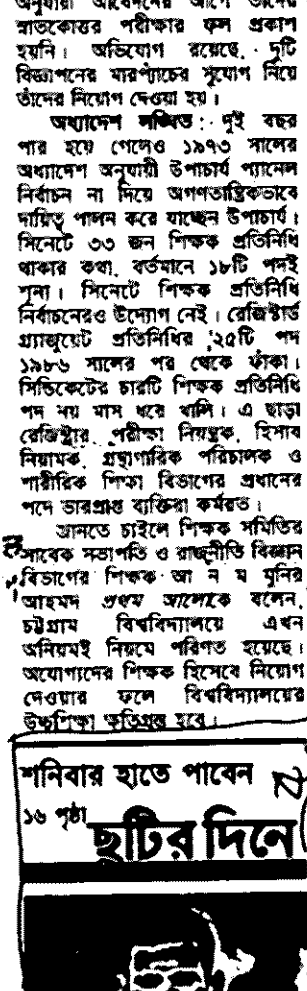 অনুযায়ী আবেদনের আগে তাঁদের
স্নাতকোত্তর পরীক্ষার ফল প্রকাশ
হয়নি। অভিযোগ রয়েছে, দুটি
বিজ্ঞাপনের মারপ্যাঁচের সুযোগ নিয়ে
তাঁদের নিয়োগ দেওয়া হয়।
অধ্যাদেশ লঙ্ঘিত: দুই বছর
পার হয়ে গেলেও ১৯৭৩ সালের
অধ্যাদেশ অনুযায়ী উপাচার্য প্যানেল
নির্বাচন না দিয়ে অগণতান্ত্রিকভাবে
দায়িত্ব পালন করে যাচ্ছেন উপাচার্য।
সিনেটে ৩৩ জন শিক্ষক প্রতিনিধি
থাকার কথা, বর্তমানে ১৮টি পদই
শূন্য। সিনেটে শিক্ষক প্রতিনিধি
নির্বাচনেরও উদ্যোগ নেই। রেজিস্টার্ড
গ্র্যাজুয়েট প্রতিনিধির ২৫টি পদ
১৯৮৬ সালের পর থেকে ফাঁকা।
সিন্ডিকেটের চারটি শিক্ষক প্রতিনিধি
পদ নয় মাস ধরে খালি। এ ছাড়া
রেজিস্ট্রার, পরীক্ষা নিয়ন্ত্রক, হিসাব
নিয়ামক, গ্রন্থাগারিক পরিচালক ও
শারীরিক শিক্ষা বিভাগের প্রধানের
পদে ভারপ্রাপ্ত ব্যক্তিরা কর্মরত।
জানতে চাইলে শিক্ষক সমিতির
সাবেক সভাপতি ও রাজনীতি বিজ্ঞান
বিভাগের শিক্ষক আ ন ম মুনির
আহমদ প্রথম আলোকে বলেন,
চট্টগ্রাম বিশ্ববিদ্যালয়ে এখন
অনিয়মই নিয়মে পরিণত হয়েছে।
অযোগ্যদের শিক্ষক হিসেবে নিয়োগ
দেওয়ার ফলে বিশ্ববিদ্যালয়ের
উচ্চশিক্ষা ক্ষতিগ্রস্ত হবে।
শনিবার হাতে পাবেন
১৬ পৃষ্ঠা
ছুটির দিনে